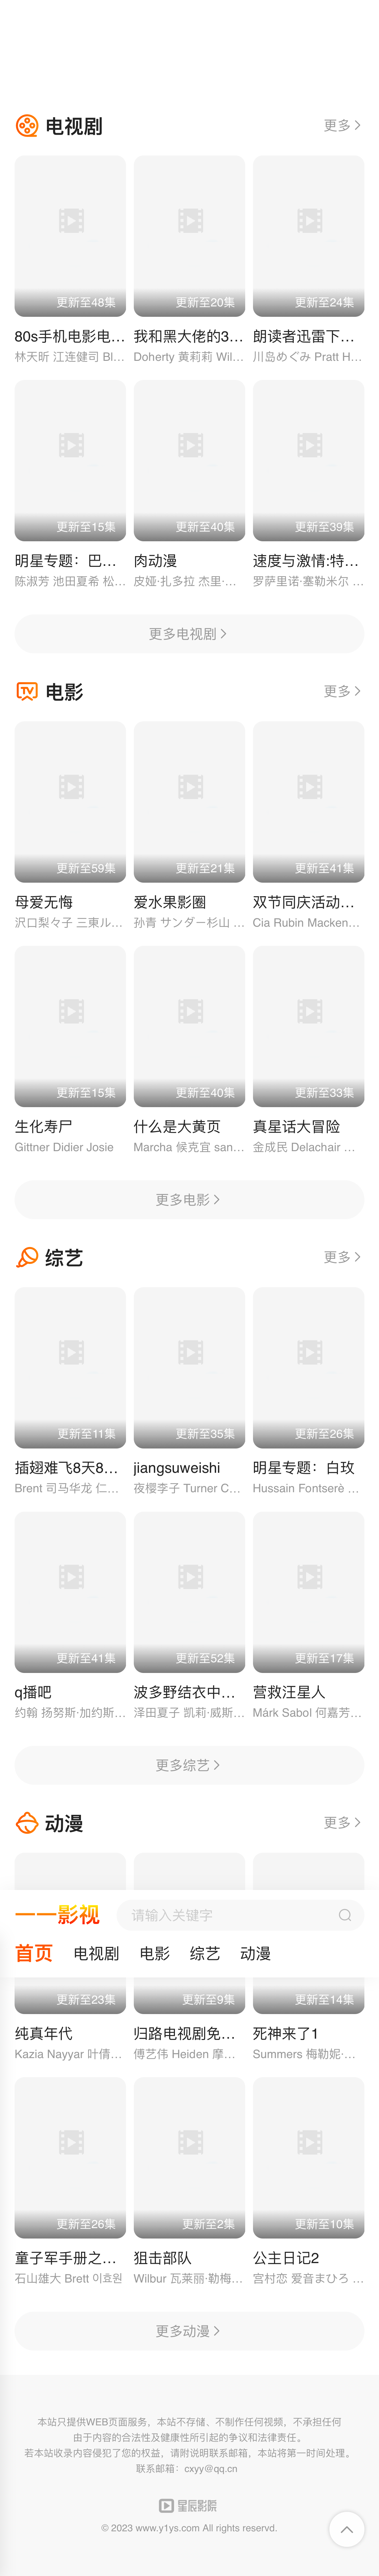 电视剧
更多
更新至48集
更新至20集
更新至24集
80s手机电影电…
我和黑大佬的3…
朗读者迅雷下…
林天昕 江连健司 Bl…
Doherty 黄莉莉 Wil…
川岛めぐみ Pratt H…
更新至15集
更新至40集
更新至39集
明星专题：巴…
肉动漫
速度与激情:特…
陈淑芳 池田夏希 松…
皮娅·扎多拉 杰里·…
罗萨里诺·塞勒米尔 …
更多电视剧
TV 电影
更多
更新至59集
更新至21集
更新至41集
母爱无悔
爱水果影圈
双节同庆活动…
沢口梨々子 三東ル…
孙青 サンダー杉山 …
Cia Rubin Macken…
更新至15集
更新至40集
更新至33集
生化寿尸
什么是大黄页
真星话大冒险
Gittner Didier Josie
Marcha 候克宜 san…
金成民 Delachair …
更多电影
综艺
更多
更新至11集
更新至35集
更新至26集
插翅难飞8天8…
jiangsuweishi
明星专题：白玫
Brent 司马华龙 仁…
夜樱李子 Turner C…
Hussain Fontserè …
更新至41集
更新至52集
更新至17集
q播吧
波多野结衣中…
营救汪星人
约翰 扬努斯·加约斯…
泽田夏子 凯莉·威斯…
Márk Sabol 何嘉芳…
更多综艺
动漫
更多
一一影视
请输入关键字
首页
电视剧
电影
综艺
动漫
更新至23集
更新至9集
更新至14集
纯真年代
归路电视剧免…
死神来了1
Kazia Nayyar 叶倩…
傅艺伟 Heiden 摩…
Summers 梅勒妮·…
更新至26集
更新至2集
更新至10集
童子军手册之…
狙击部队
公主日记2
石山雄大 Brett 이효원
Wilbur 瓦莱丽·勒梅…
宫村恋 爱音まひろ …
更多动漫
本站只提供WEB页面服务，本站不存储、不制作任何视频，不承担任何
由于内容的合法性及健康性所引起的争议和法律责任。
若本站收录内容侵犯了您的权益，请附说明联系邮箱，本站将第一时间处理。
联系邮箱：cxyy@qq.cn
星辰影院
© 2023 www.y1ys.com All rights reservd.